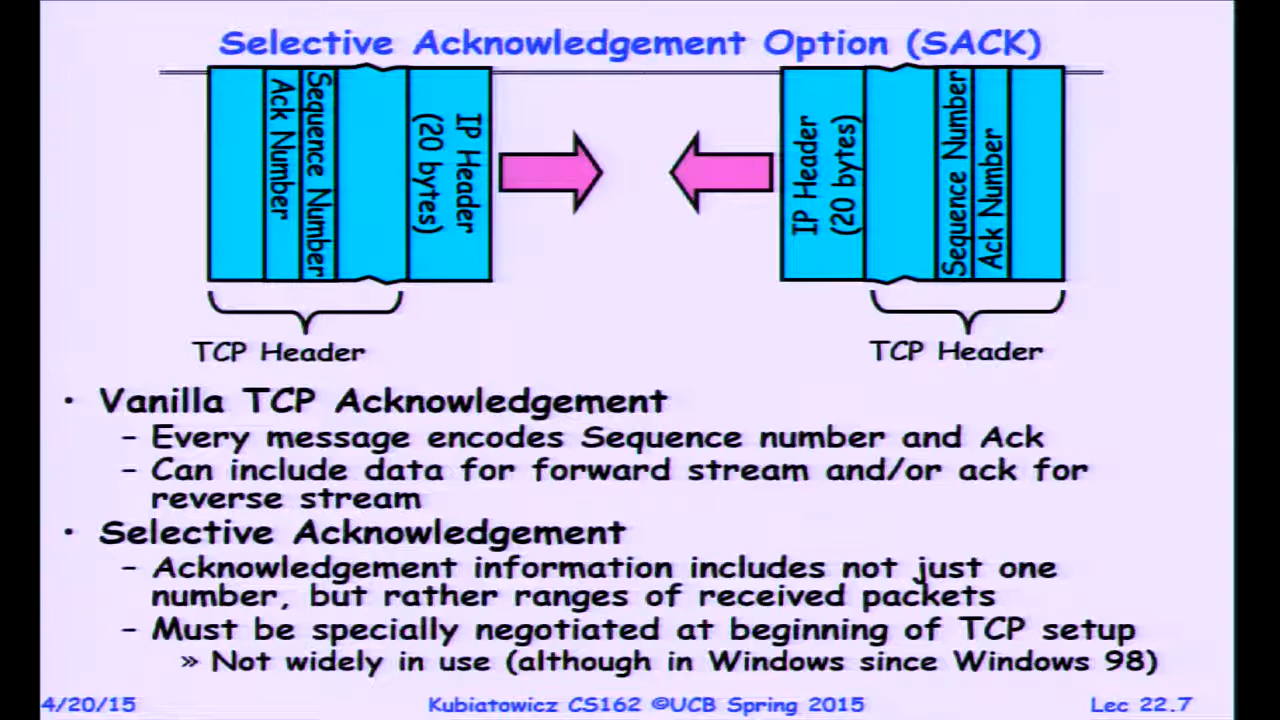 Selective Acknowledgement Option (SACK)
Ack Number
Sequence Number
IP Header
(20 bytes)
IP Header
(20 bytes)
Sequence Number
Ack Number
TCP Header
TCP Header
• Vanilla TCP Acknowledgement
– Every message encodes Sequence number and Ack
– Can include data for forward stream and/or ack for
reverse stream
• Selective Acknowledgement
– Acknowledgement information includes not just one
number, but rather ranges of received packets
– Must be specially negotiated at beginning of TCP setup
» Not widely in use (although in Windows since Windows 98)
4/20/15
Kubiatowicz CS162 ©UCB Spring 2015
Lec 22.7